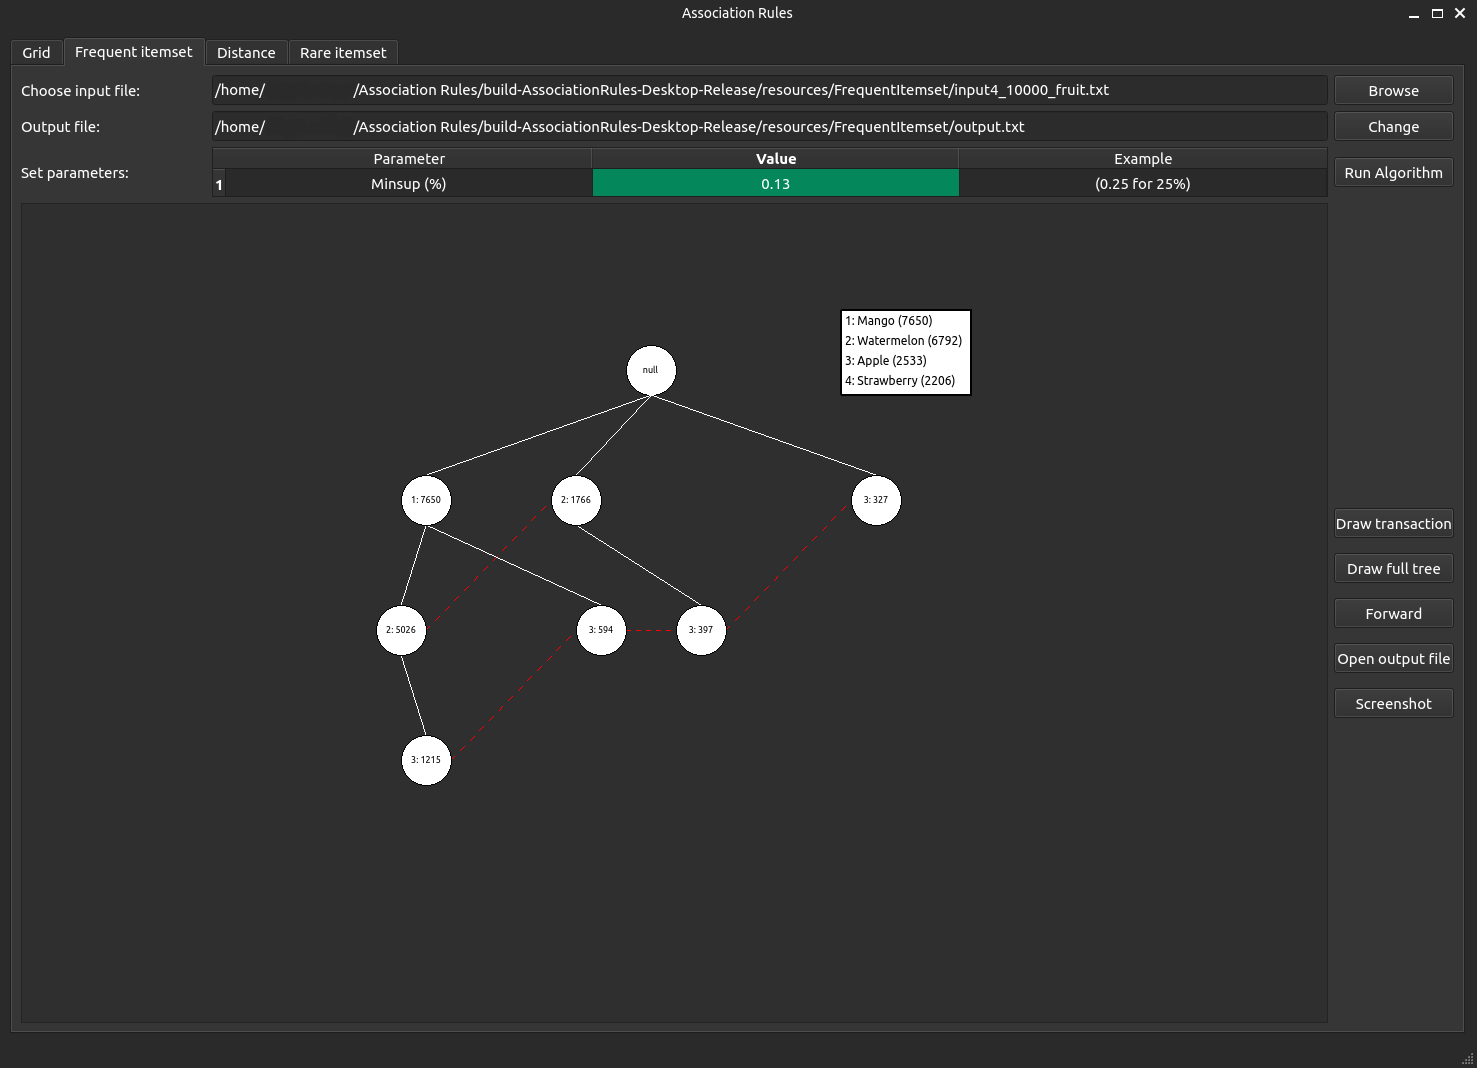 Association Rules
Grid Frequent itemset Distance Rare itemset
Choose input file: /home/ /Association Rules/build-AssociationRules-Desktop-Release/resources/FrequentItemset/input4_10000_fruit.txt Browse
Output file: /home/ /Association Rules/build-AssociationRules-Desktop-Release/resources/FrequentItemset/output.txt Change
Set parameters: Parameter Value Example
1 Minsup (%) 0.13 (0.25 for 25%) Run Algorithm
1: Mango (7650)
2: Watermelon (6792)
3: Apple (2533)
4: Strawberry (2206)
null
1: 7650 2: 1766 3: 327
2: 5026 3: 594 3: 397
3: 1215
Draw transaction
Draw full tree
Forward
Open output file
Screenshot